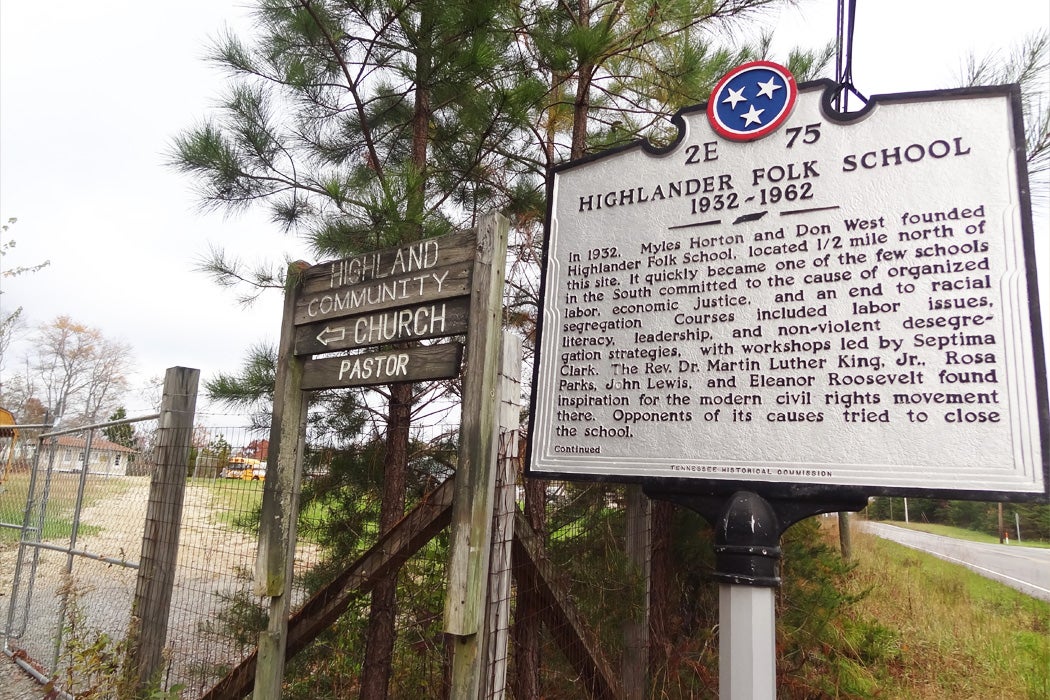 HIGHLAND
COMMUNITY
CHURCH
PASTOR
2E 75
HIGHLANDER FOLK SCHOOL
1932-1962
In 1932, Myles Horton and Don West founded
Highlander Folk School, located 1/2 mile north of
this site. It quickly became one of the few schools
in the South committed to the cause of organized
labor, economic justice, and an end to racial
segregation Courses included labor issues,
literacy, leadership, and non-violent desegre-
gation strategies, with workshops led by Septima
Clark. The Rev. Dr. Martin Luther King, Jr., Rosa
Parks, John Lewis, and Eleanor Roosevelt found
inspiration for the modern civil rights movement
there. Opponents of its causes tried to close
the school.
Continued
TENNESSEE HISTORICAL COMMISSION